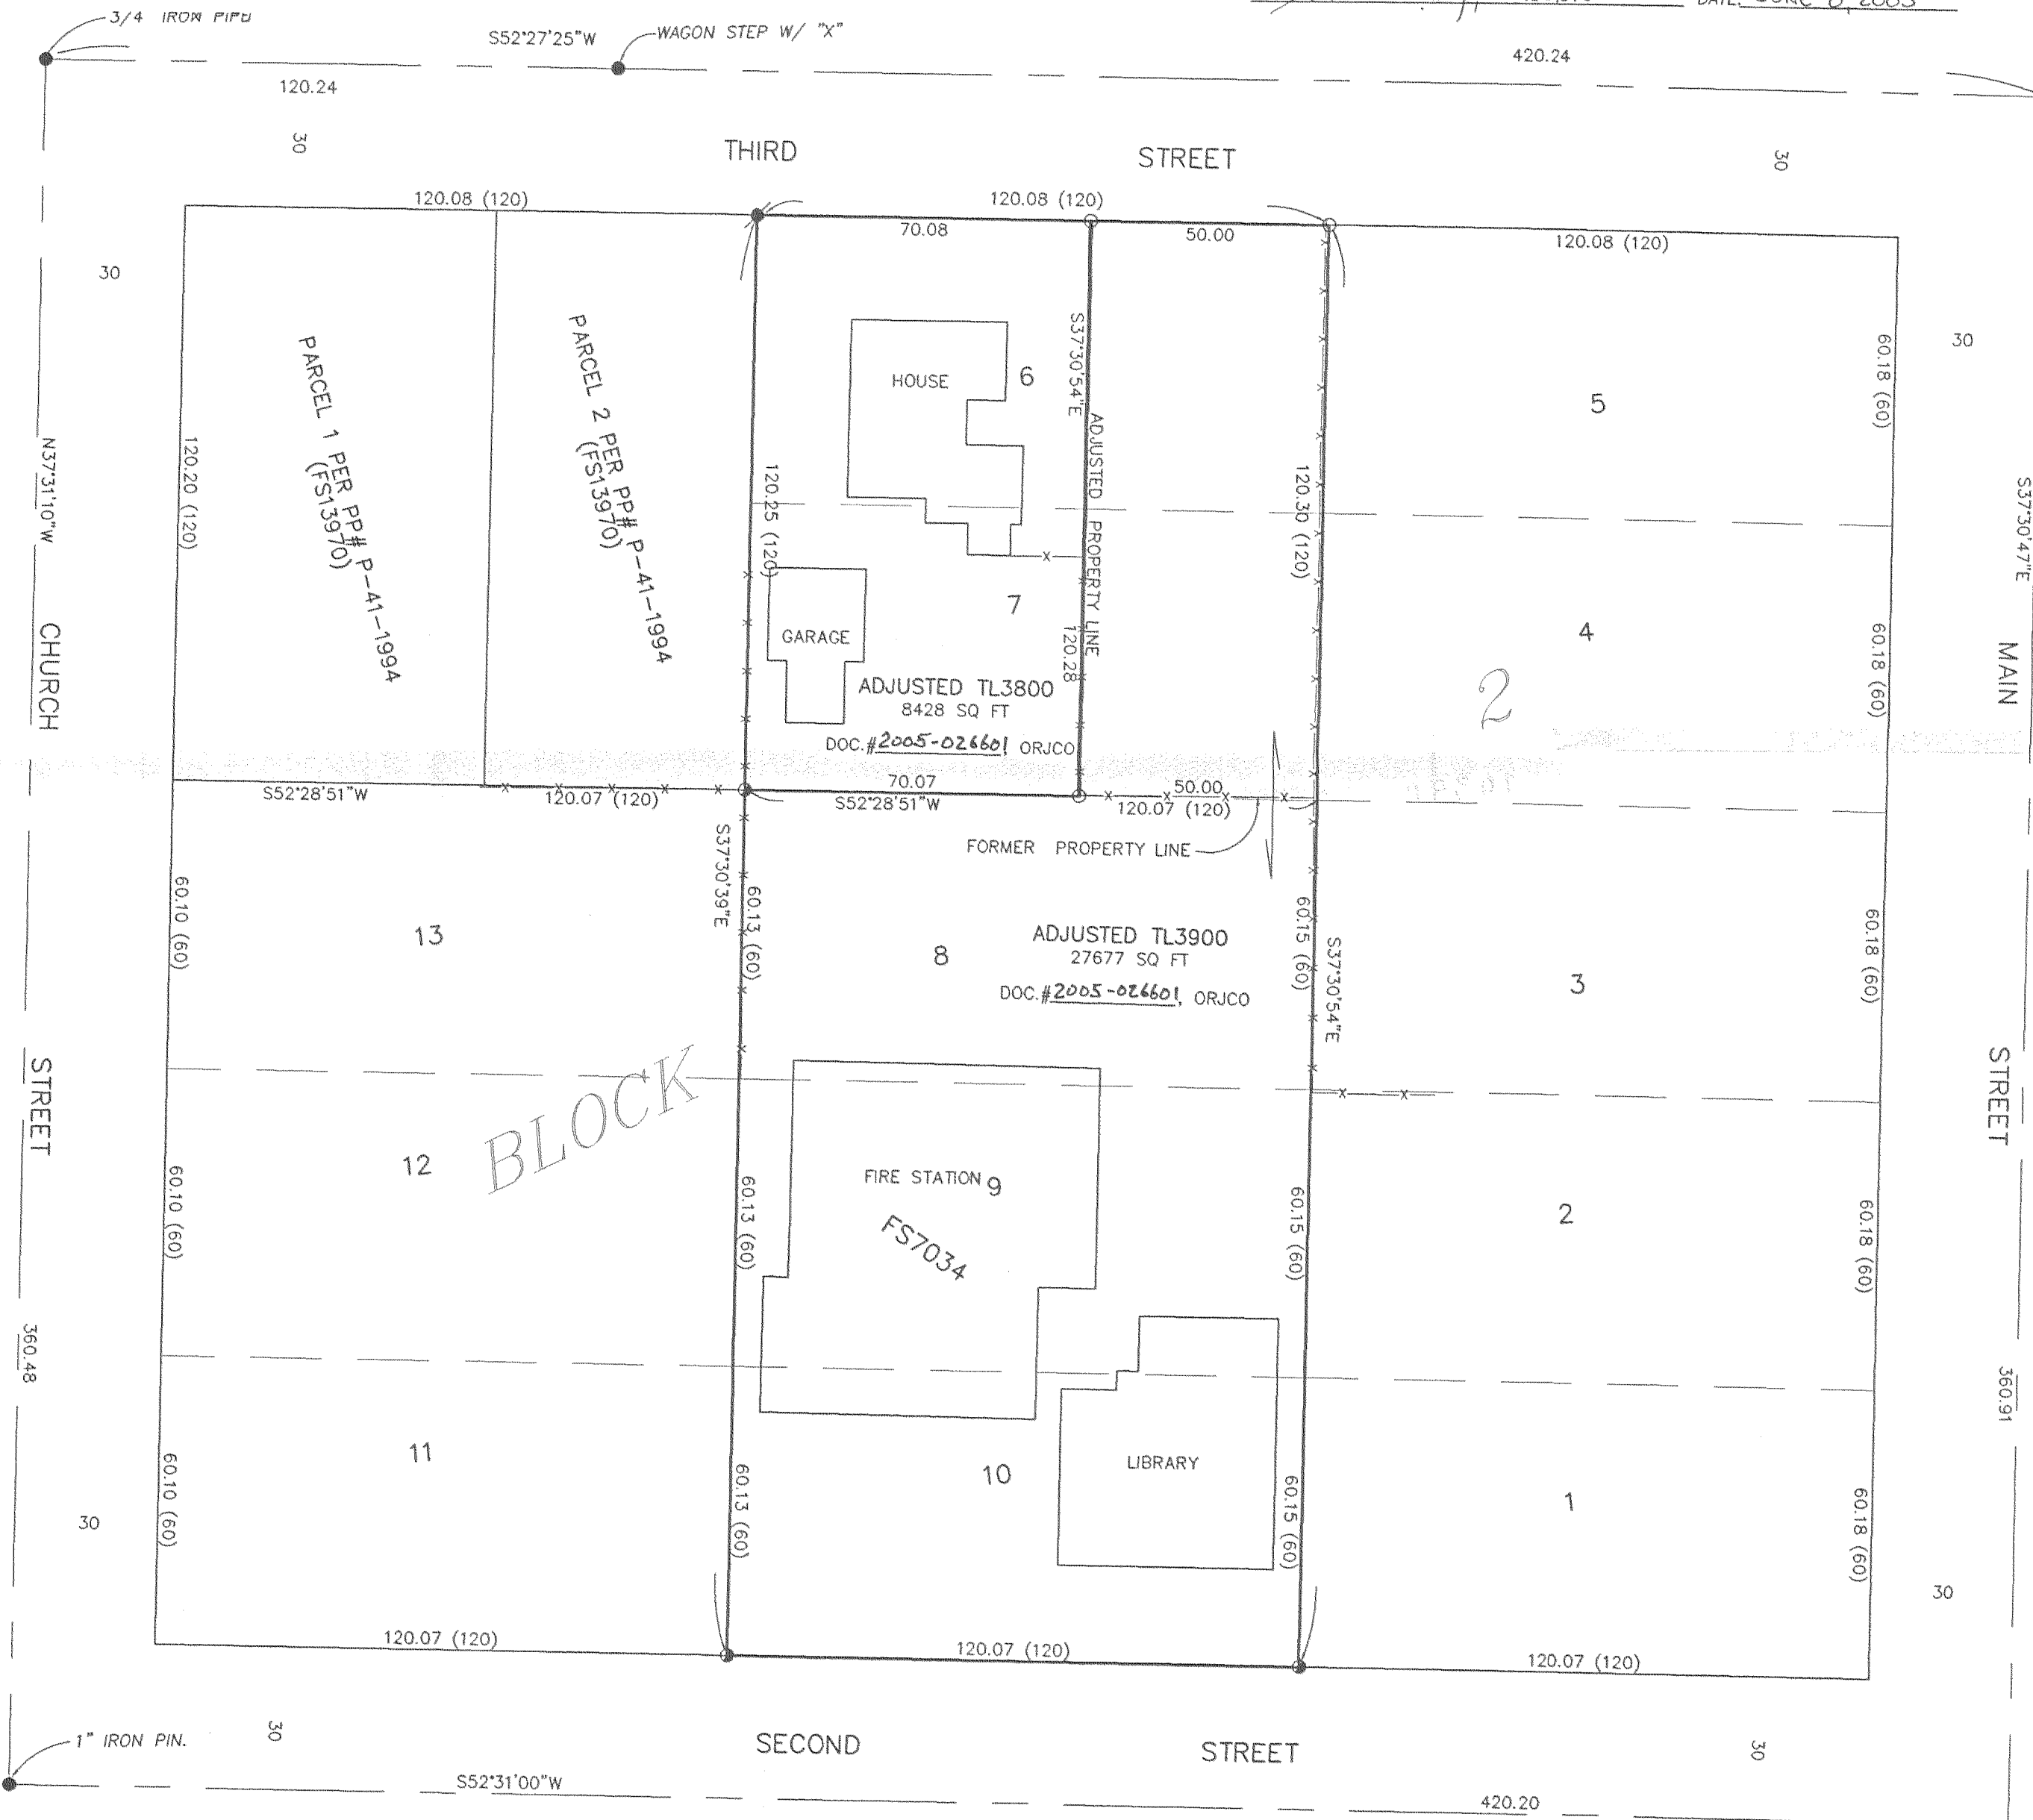 3/4 IRON
DATE: JUNE 8, 2005
S52°27'25"W
WAGON STEP W/ "X"
420.24
120.24
30
THIRD STREET
30
120.08 (120)
120.08 (120)
70.08
50.00
120.08 (120)
30
30
PARCEL 1 PER PP# P-41-1994
(FS13970)
PARCEL 2 PER PP# P-41-1994
(FS13970)
HOUSE
6
S37°30'54"E
ADJUSTED PROPERTY LINE
120.28
5
60.18 (60)
N37°31'10"W
CHURCH STREET
360.48
120.20 (120)
120.25 (120)
120.30 (120)
S37°30'47"E
MAIN STREET
360.91
7
GARAGE
4
60.18 (60)
2
ADJUSTED TL3800
8428 SQ FT
DOC.#2005-026601, ORJCO
70.07
S52°28'51"W
120.07 (120)
S52°28'51"W
50.00
120.07 (120)
FORMER PROPERTY LINE
S37°30'39"E
60.10 (60)
13
60.13 (60)
8
ADJUSTED TL3900
27677 SQ FT
DOC.#2005-026601, ORJCO
60.15 (60)
S37°30'54"E
3
60.18 (60)
BLOCK
60.10 (60)
12
60.13 (60)
FIRE STATION
9
FS7034
60.15 (60)
2
60.18 (60)
60.10 (60)
11
60.13 (60)
10
LIBRARY
60.15 (60)
1
60.18 (60)
30
30
120.07 (120)
120.07 (120)
120.07 (120)
1" IRON PIN.
30
SECOND STREET
30
S52°31'00"W
420.20